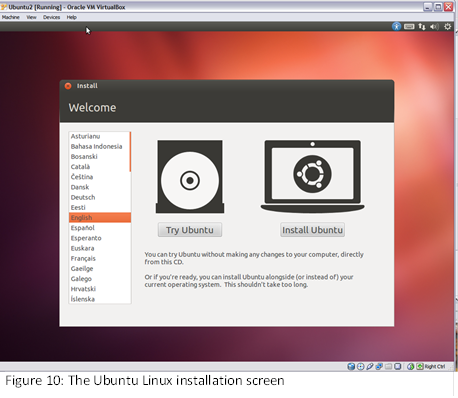 Ubuntu2 [Running] - Oracle VM VirtualBox
Machine View Devices Help
Install
Welcome
Asturianu
Bahasa Indonesia
Bosanski
Català
Čeština
Dansk
Deutsch
Eesti
English
Español
Esperanto
Euskara
Français
Gaeilge
Galego
Hrvatski
Íslenska
Try Ubuntu
Install Ubuntu
You can try Ubuntu without making any changes to your computer, directly
from this CD.
Or if you're ready, you can install Ubuntu alongside (or instead of) your
current operating system. This shouldn't take too long.
Right Ctrl
Figure 10: The Ubuntu Linux installation screen